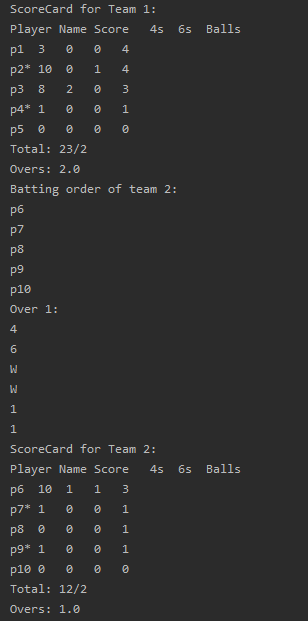 ScoreCard for Team 1:
Player Name Score 4s 6s Balls
p1 3 0 0 4
p2* 10 0 1 4
p3 8 2 0 3
p4* 1 0 0 1
p5 0 0 0 0
Total: 23/2
Overs: 2.0
Batting order of team 2:
p6
p7
p8
p9
p10
Over 1:
4
6
W
W
1
1
ScoreCard for Team 2:
Player Name Score 4s 6s Balls
p6 10 1 1 3
p7* 1 0 0 1
p8 0 0 0 1
p9* 1 0 0 1
p10 0 0 0 0
Total: 12/2
Overs: 1.0